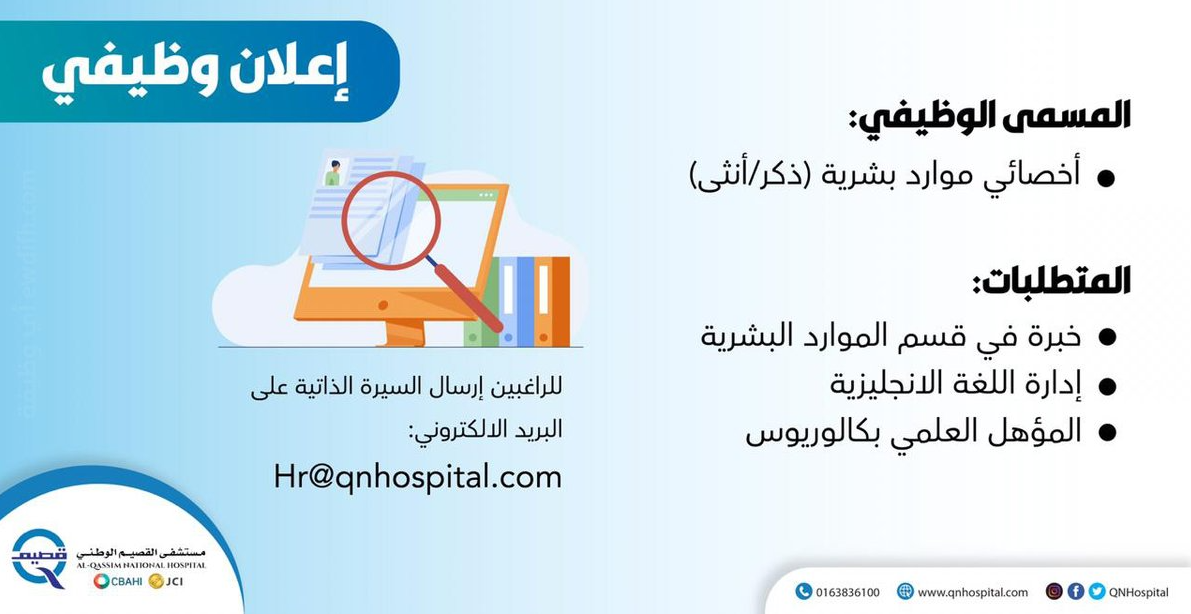 إعلان وظيفي
المسمى الوظيفي:
● أخصائي موارد بشرية (ذكر/أنثى)
المتطلبات:
● خبرة في قسم الموارد البشرية
● إدارة اللغة الانجليزية
● المؤهل العلمي بكالوريوس
للراغبين إرسال السيرة الذاتية على
البريد الالكتروني:
Hr@qnhospital.com
قصيم
مستشفى القصيم الوطني
AL-QASSIM NATIONAL HOSPITAL
CBAHI JCI
0163836100 www.qnhospital.com QNHospital